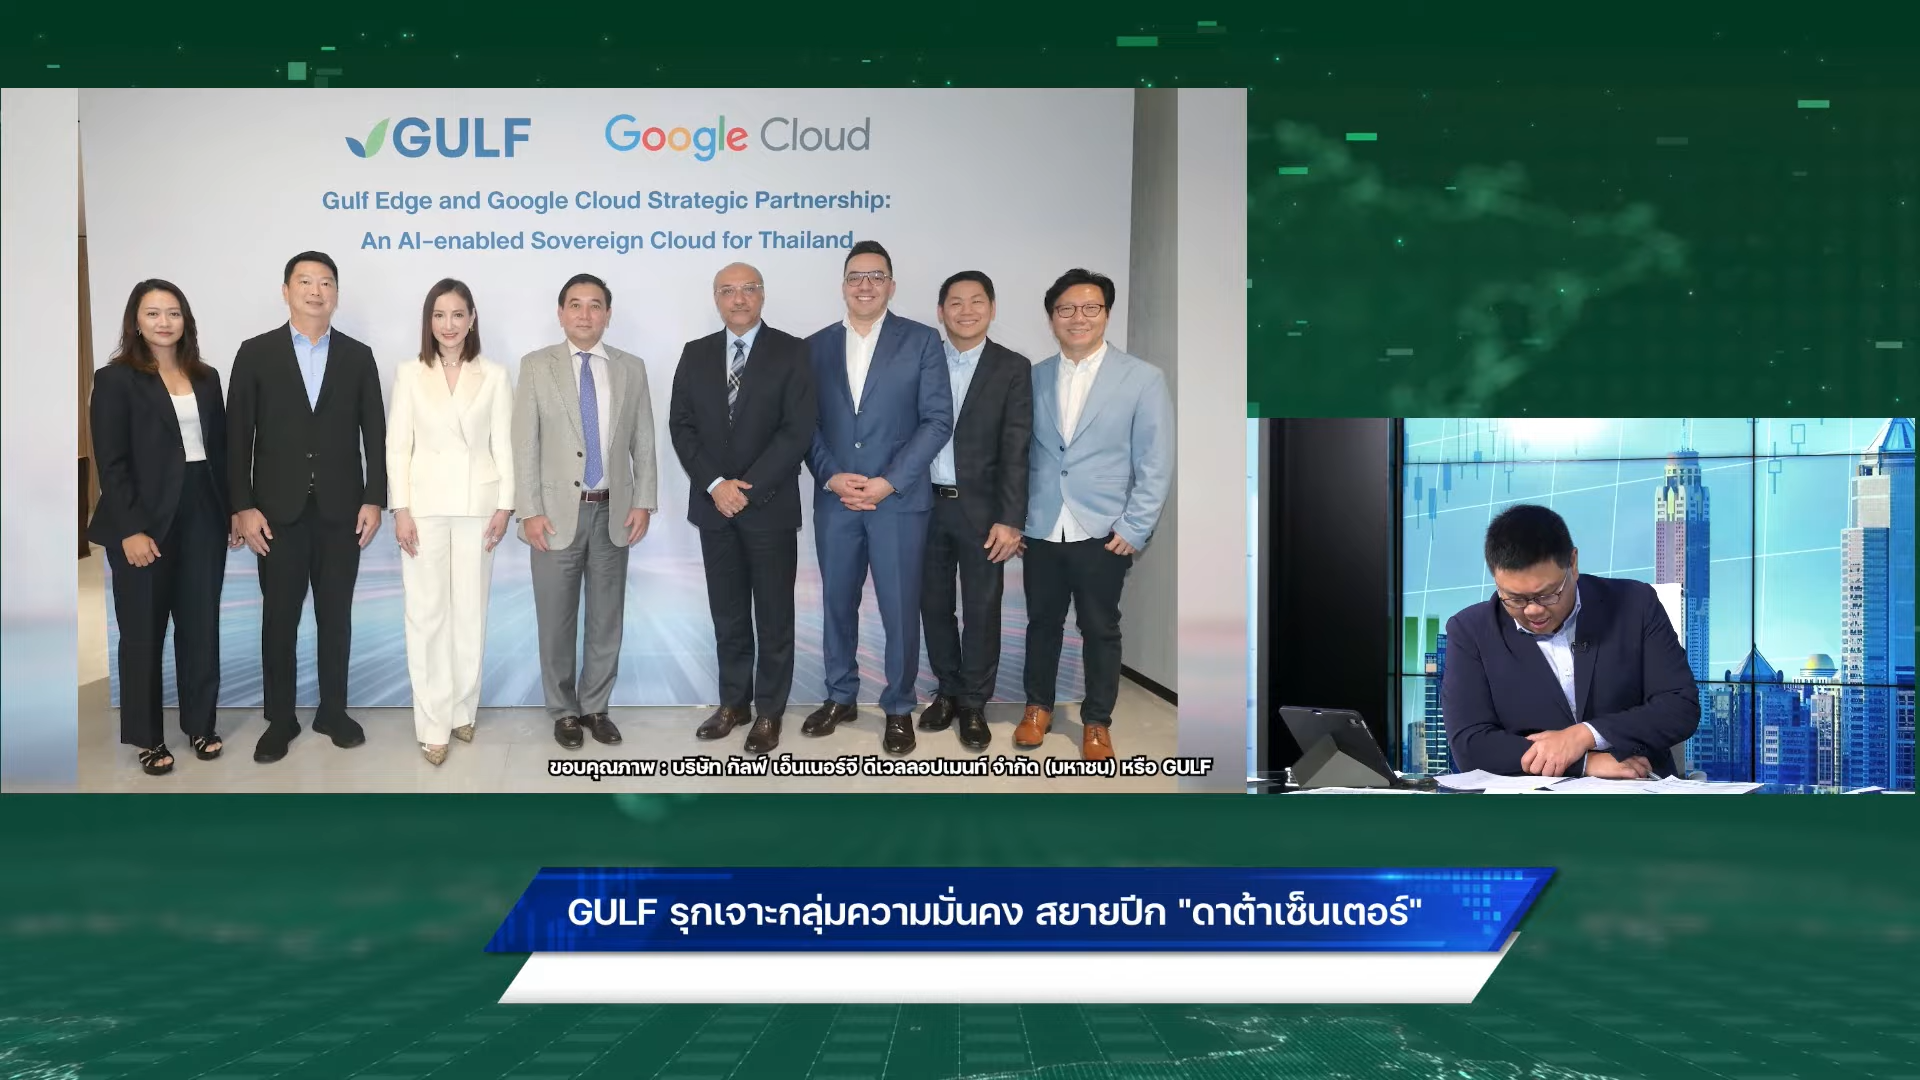 GULF
Google Cloud
Gulf Edge and Google Cloud Strategic Partnership:
An AI-enabled Sovereign Cloud for Thailand
ขอบคุณภาพ : บริษัท กัลฟ์ เอ็นเนอร์จี ดีเวลลอปเมนท์ จำกัด (มหาชน) หรือ GULF
GULF รุกเจาะกลุ่มความมั่นคง สยายปีก "ดาต้าเซ็นเตอร์"